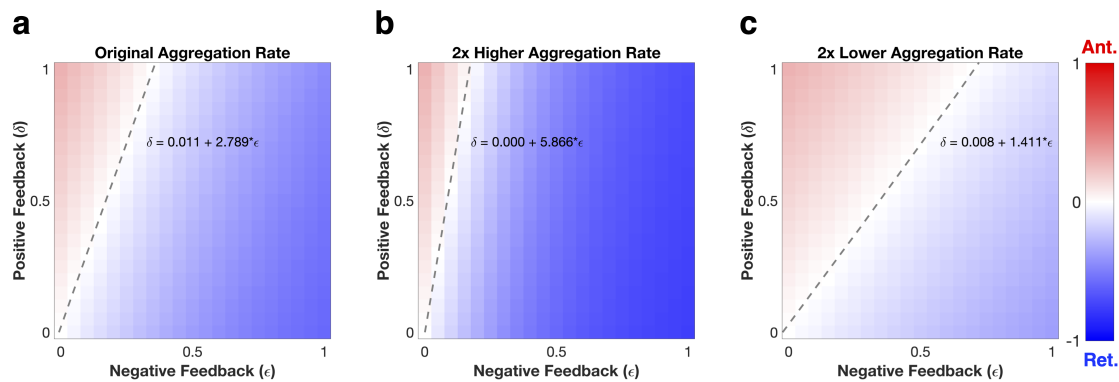 a
Original Aggregation Rate
1
0.5
0
Positive Feedback (δ)
δ = 0.011 + 2.789*ϵ
0
0.5
1
Negative Feedback (ϵ)
b
2x Higher Aggregation Rate
1
0.5
0
Positive Feedback (δ)
δ = 0.000 + 5.866*ϵ
0
0.5
1
Negative Feedback (ϵ)
c
2x Lower Aggregation Rate
1
0.5
0
Positive Feedback (δ)
δ = 0.008 + 1.411*ϵ
0
0.5
1
Negative Feedback (ϵ)
Ant.
1
0
-1
Ret.